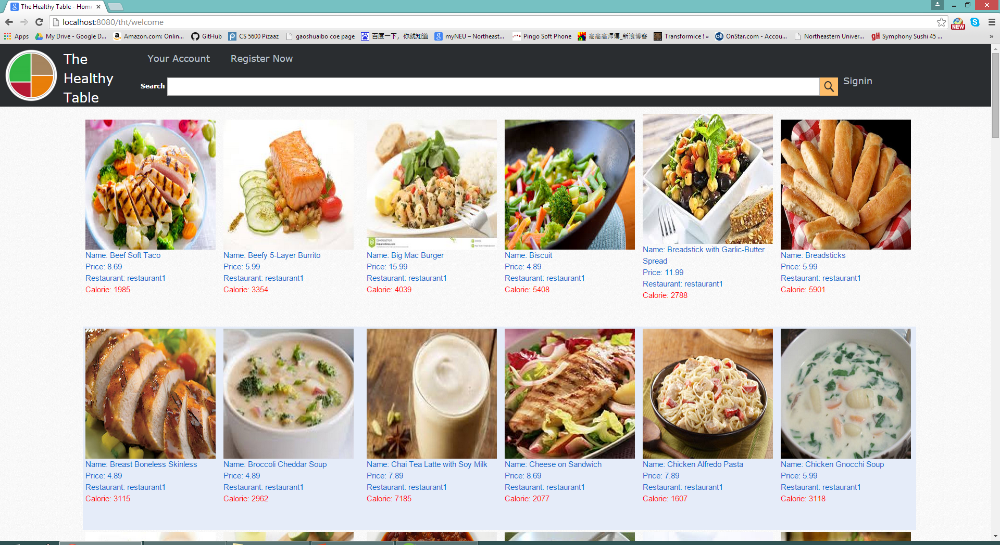 The Healthy Table - Hom
localhost:8080/tht/welcome
Apps My Drive - Google D... Amazon.com: Onlin... GitHub CS 5600 Pizaaz gaoshuaibo coe page 百度一下，你就知道 myNEU – Northeast... Pingo Soft Phone 高高高师傅_新浪博客 Transformice ! » OnStar.com - Accou... Northeastern Univer... Symphony Sushi 45 ... »
NEW
The
Healthy
Table
Your Account Register Now
Search
Signin
Download from
Dreamstime.com
Name: Beef Soft Taco
Price: 8.69
Restaurant: restaurant1
Calorie: 1985
Name: Beefy 5-Layer Burrito
Price: 5.99
Restaurant: restaurant1
Calorie: 3354
Name: Big Mac Burger
Price: 15.99
Restaurant: restaurant1
Calorie: 4039
Name: Biscuit
Price: 4.89
Restaurant: restaurant1
Calorie: 5408
Name: Breadstick with Garlic-Butter
Spread
Price: 11.99
Restaurant: restaurant1
Calorie: 2788
Name: Breadsticks
Price: 5.99
Restaurant: restaurant1
Calorie: 5901
Name: Breast Boneless Skinless
Price: 4.89
Restaurant: restaurant1
Calorie: 3115
Name: Broccoli Cheddar Soup
Price: 4.89
Restaurant: restaurant1
Calorie: 2962
Name: Chai Tea Latte with Soy Milk
Price: 7.89
Restaurant: restaurant1
Calorie: 7185
Name: Cheese on Sandwich
Price: 8.69
Restaurant: restaurant1
Calorie: 2077
Name: Chicken Alfredo Pasta
Price: 7.89
Restaurant: restaurant1
Calorie: 1607
Name: Chicken Gnocchi Soup
Price: 5.99
Restaurant: restaurant1
Calorie: 3118